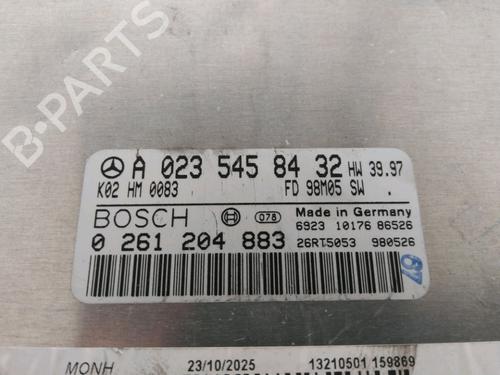 B-PARTS
A 023 545 84 32 HW 39.97
K02 HM 0083 FD 98M05 SW .
BOSCH 078 Made in Germany
6923 10176 86526
0 261 204 883 26RT5053 980526
67
MONH 23/10/2025 13210501 159869